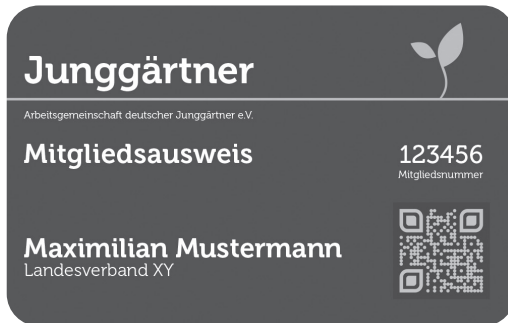 Junggärtner
Arbeitsgemeinschaft deutscher Junggärtner e.V.
Mitgliedsausweis
123456
Mitgliedsnummer
Maximilian Mustermann
Landesverband XY